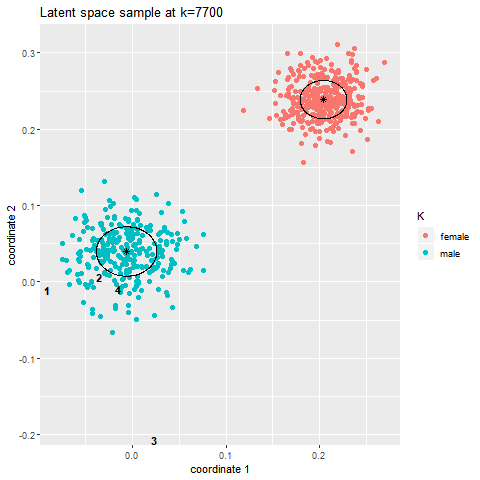 Latent space sample at k=7700
0.3
0.2
0.1
0.0
-0.1
-0.2
coordinate 2
1
2
4
3
0.0
0.1
0.2
coordinate 1
K
female
male